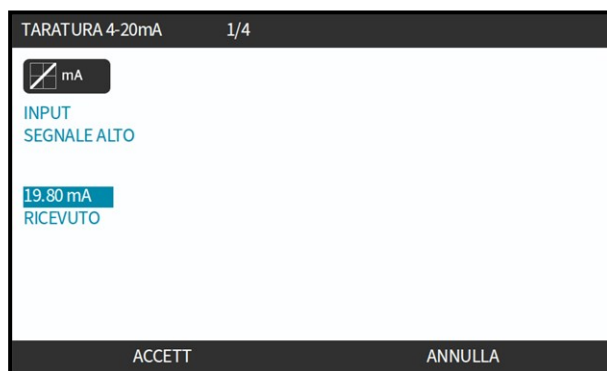 TARATURA 4-20mA 1/4
mA
INPUT
SEGNALE ALTO
19.80 mA
RICEVUTO
ACCETT ANNULLA